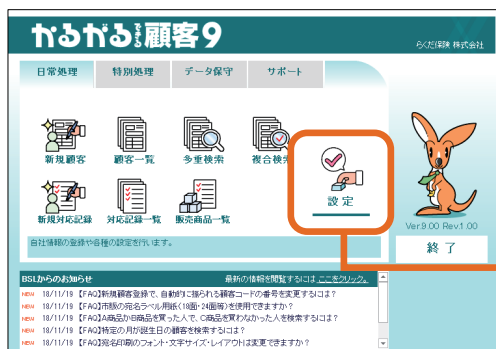 かるがるできる顧客9
らくだ保険 株式会社
日常処理 特別処理 データ保守 サポート
新規顧客 顧客一覧 多重検索 複合検索 設定
新規対応記録 対応記録一覧 販売商品一覧
Ver.9.00 Rev.1.00
自社情報の登録や各種の設定を行います。
終了
BSLからのお知らせ 最新の情報を閲覧するには ここをクリック。
NEW 18/11/19 【FAQ】新規顧客登録で、自動的に振られる顧客コードの番号を変更するには?
NEW 18/11/19 【FAQ】市販の宛名ラベル用紙(18面・24面等)を使用できますか?
NEW 18/11/19 【FAQ】A商品かB商品を買った人で、C商品を買わなかった人を検索するには?
NEW 18/11/19 【FAQ】特定の月が誕生日の顧客を検索するには?
NEW 18/11/19 【FAQ】宛名印刷のフォント・文字サイズ・レイアウトは変更できますか?